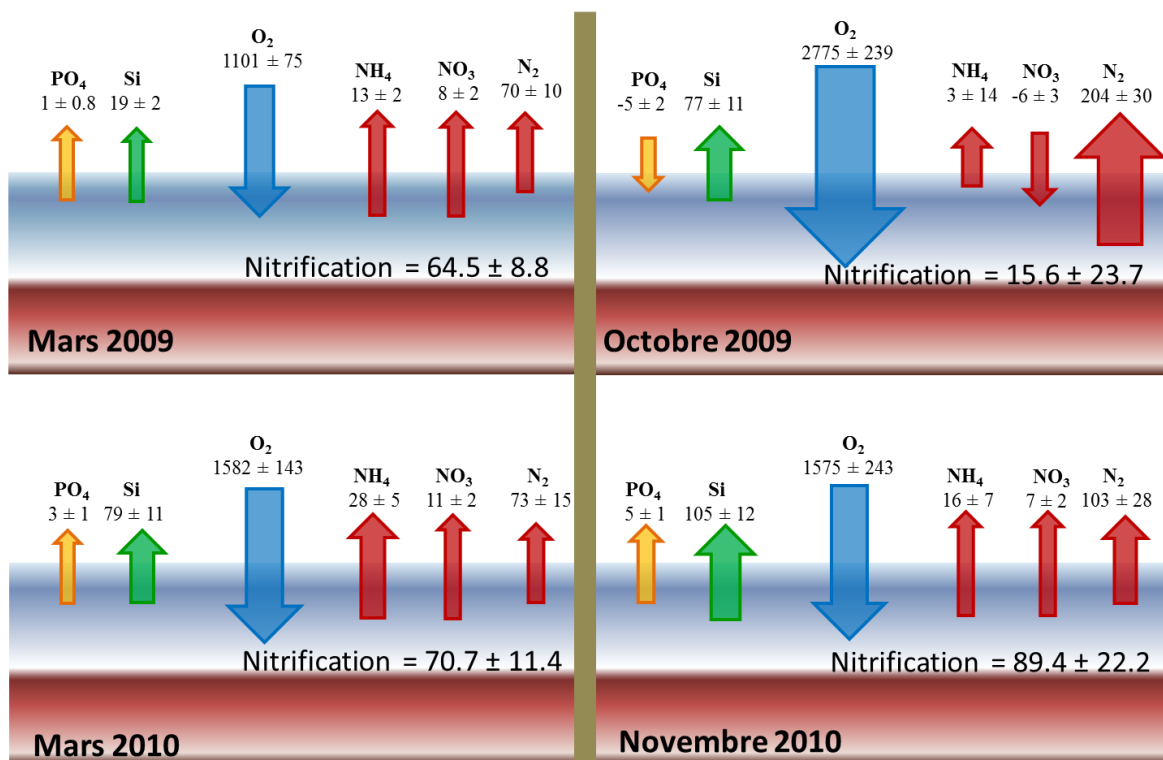 O₂
1101 ± 75
PO₄
1 ± 0.8
Si
19 ± 2
NH₄
13 ± 2
NO₃
8 ± 2
N₂
70 ± 10
Nitrification = 64.5 ± 8.8
Mars 2009
O₂
2775 ± 239
PO₄
-5 ± 2
Si
77 ± 11
NH₄
3 ± 14
NO₃
-6 ± 3
N₂
204 ± 30
Nitrification = 15.6 ± 23.7
Octobre 2009
O₂
1582 ± 143
PO₄
3 ± 1
Si
79 ± 11
NH₄
28 ± 5
NO₃
11 ± 2
N₂
73 ± 15
Nitrification = 70.7 ± 11.4
Mars 2010
O₂
1575 ± 243
PO₄
5 ± 1
Si
105 ± 12
NH₄
16 ± 7
NO₃
7 ± 2
N₂
103 ± 28
Nitrification = 89.4 ± 22.2
Novembre 2010